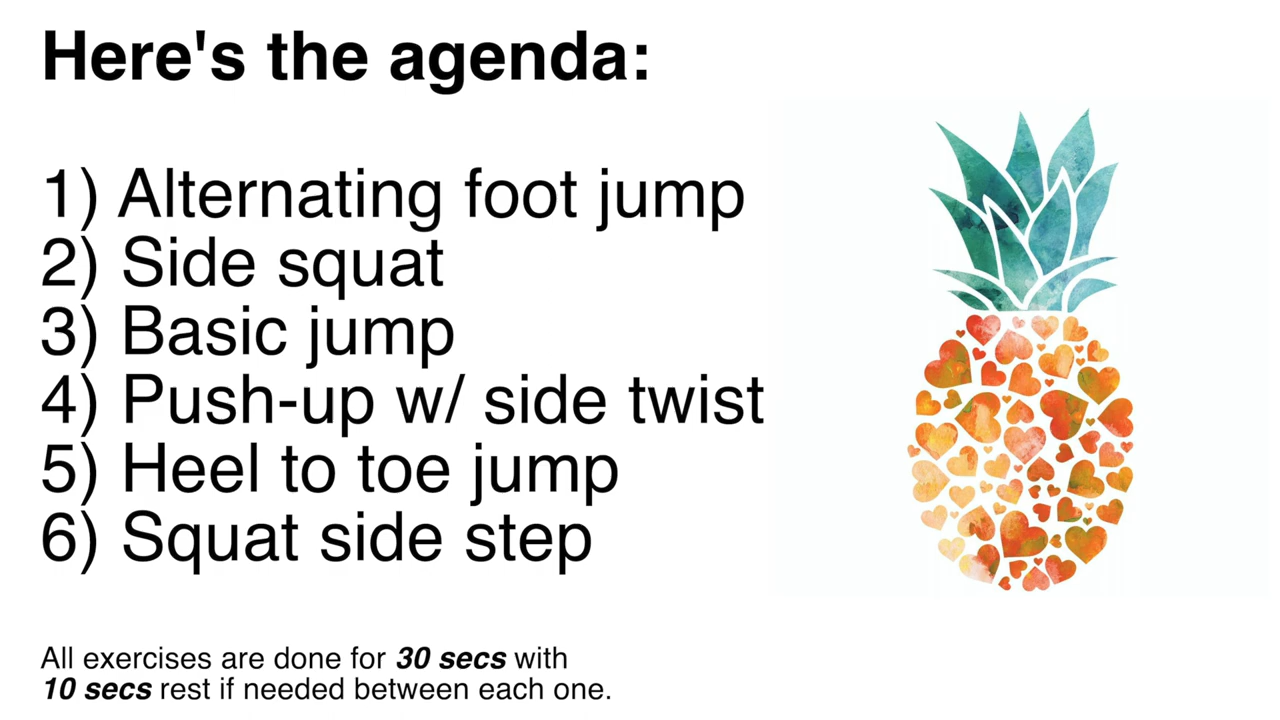 Here's the agenda:
1) Alternating foot jump
2) Side squat
3) Basic jump
4) Push-up w/ side twist
5) Heel to toe jump
6) Squat side step
All exercises are done for 30 secs with
10 secs rest if needed between each one.